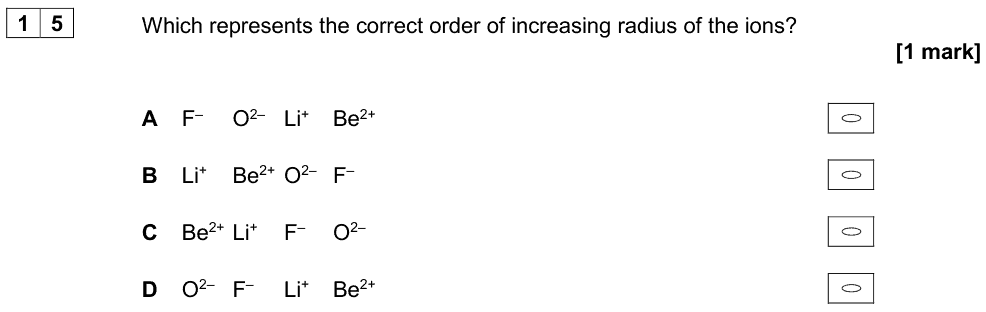 1 5 Which represents the correct order of increasing radius of the ions?
[1 mark]
A F⁻ O²⁻ Li⁺ Be²⁺
B Li⁺ Be²⁺ O²⁻ F⁻
C Be²⁺ Li⁺ F⁻ O²⁻
D O²⁻ F⁻ Li⁺ Be²⁺